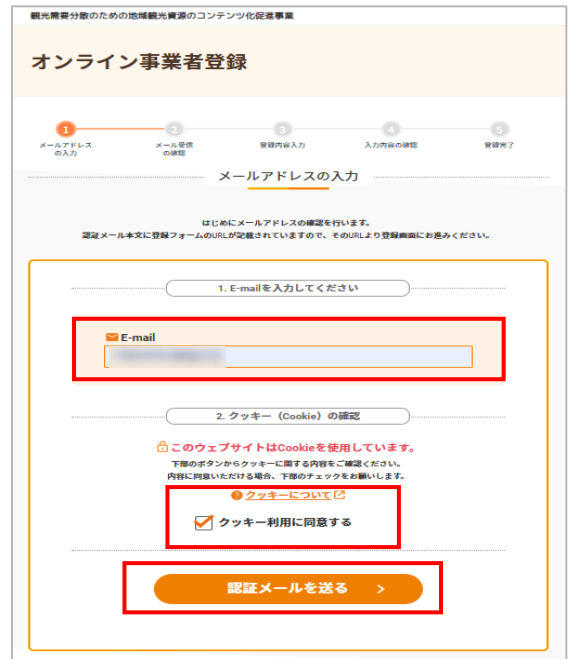 観光需要分散のための地域観光資源のコンテンツ化促進事業
オンライン事業者登録
1
2
3
4
5
メールアドレス
の入力
メール受信
の確認
登録内容入力
入力内容の確認
登録完了
メールアドレスの入力
はじめにメールアドレスの確認を行います。
認証メール本文に登録フォームのURLが記載されていますので、そのURLより登録画面にお進みください。
1. E-mailを入力してください
E-mail
2. クッキー（Cookie）の確認
このウェブサイトはCookieを使用しています。
下部のボタンからクッキーに関する内容をご確認ください。
内容に同意いただける場合、下部のチェックをお願いします。
? クッキーについて
クッキー利用に同意する
認証メールを送る >